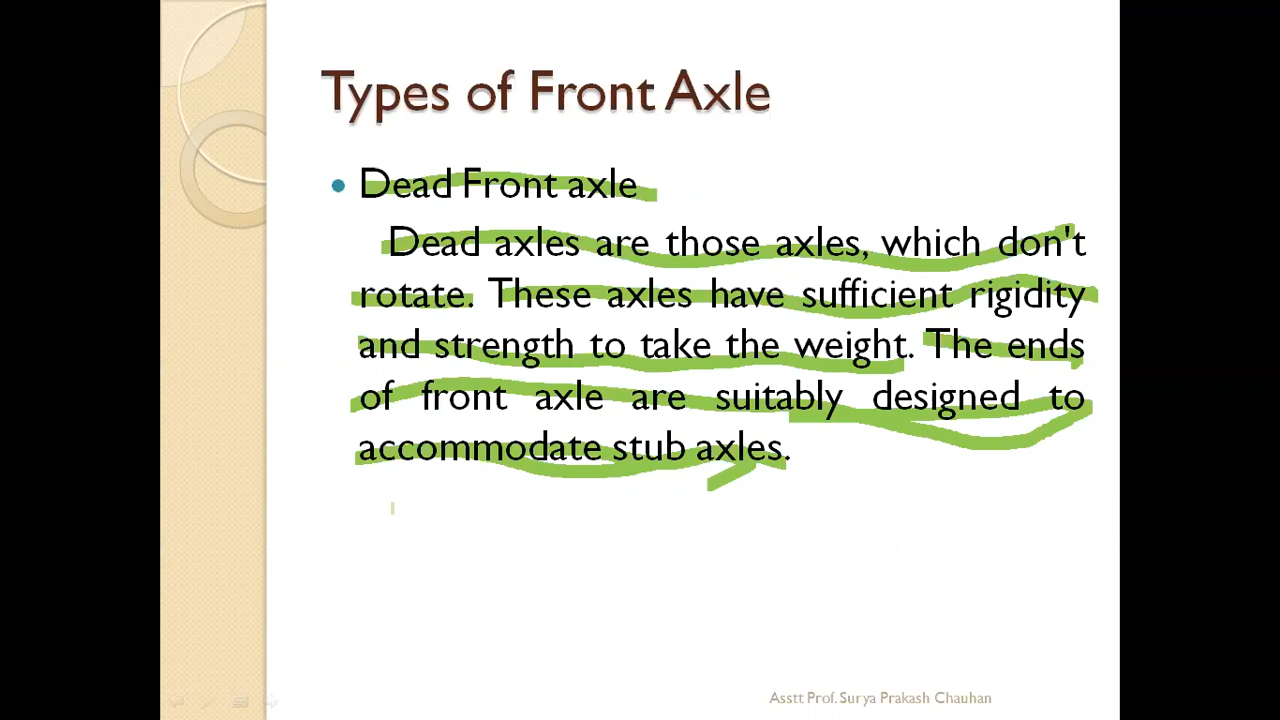 Types of Front Axle
• Dead Front axle
Dead axles are those axles, which don't
rotate. These axles have sufficient rigidity
and strength to take the weight. The ends
of front axle are suitably designed to
accommodate stub axles.
Asstt Prof. Surya Prakash Chauhan